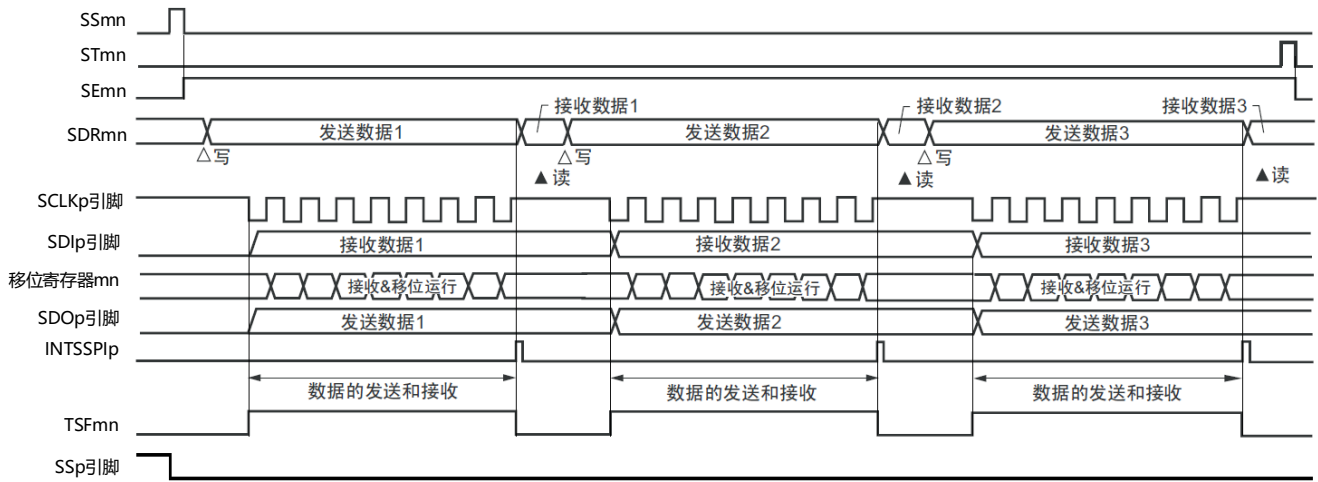 SSmn
STmn
SEmn
接收数据1 接收数据2 接收数据3
SDRmn 发送数据1 发送数据2 发送数据3
△写 △写 △写
▲读 ▲读 ▲读
SCLKp引脚
SDIp引脚 接收数据1 接收数据2 接收数据3
移位寄存器mn 接收&移位运行 接收&移位运行 接收&移位运行
SDOp引脚 发送数据1 发送数据2 发送数据3
INTSSPIp
数据的发送和接收 数据的发送和接收 数据的发送和接收
TSFmn
SSp引脚